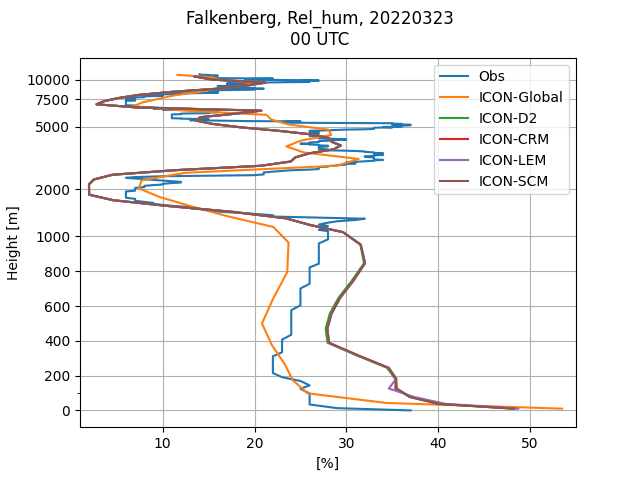 Falkenberg, Rel_hum, 20220323
00 UTC
Obs
ICON-Global
ICON-D2
ICON-CRM
ICON-LEM
ICON-SCM
10000
7500
5000
2000
1000
800
600
400
200
0
Height [m]
10 20 30 40 50
[%]